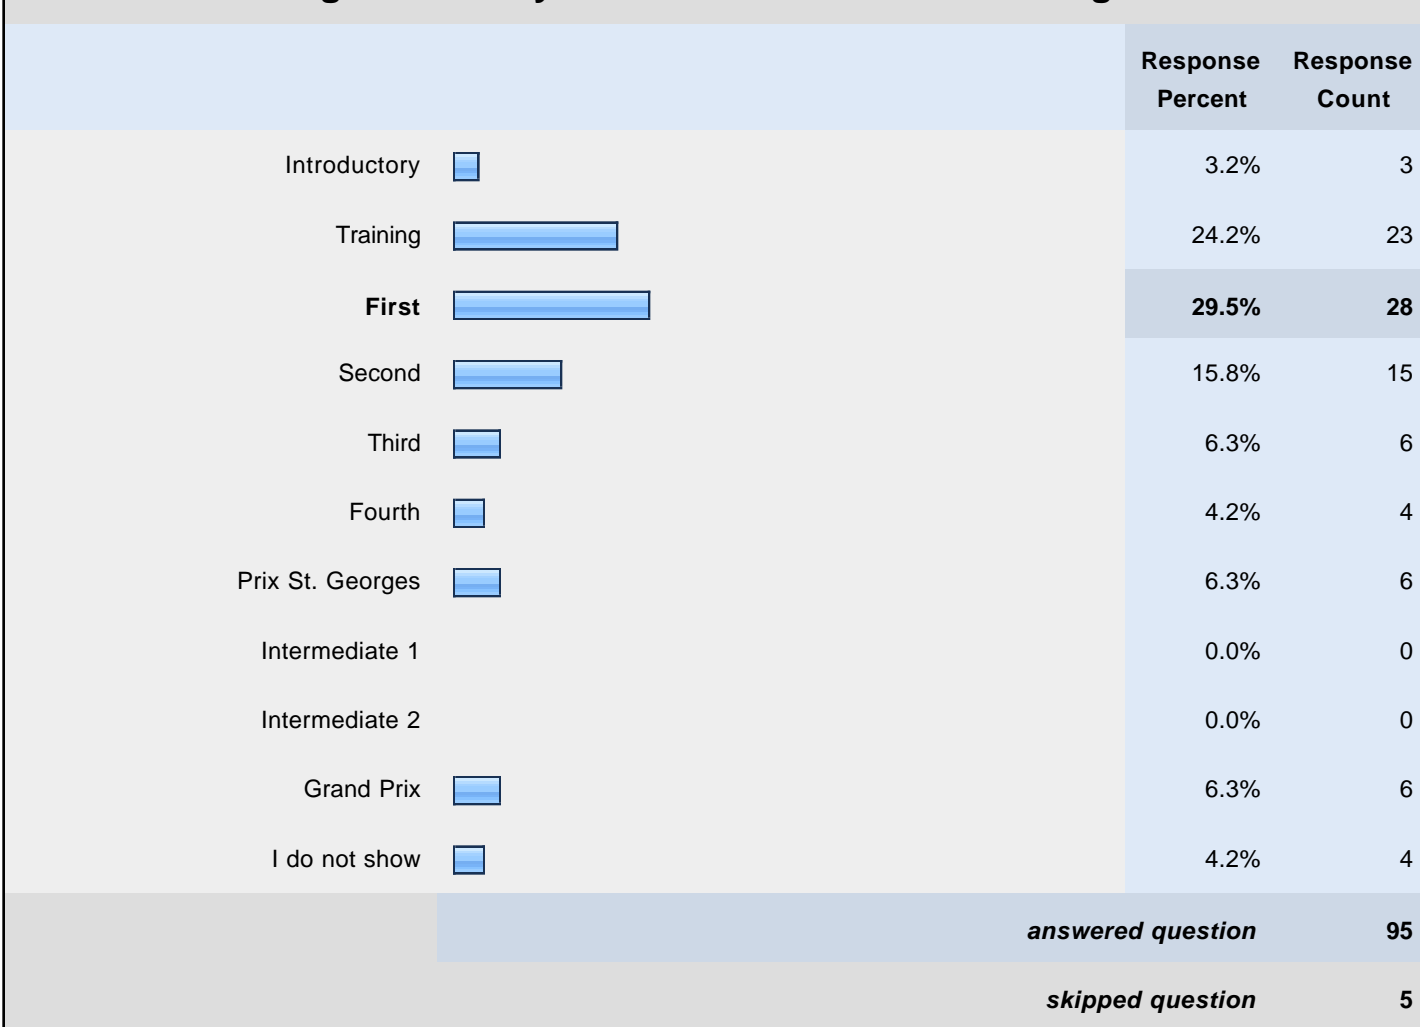 Response Response
Percent Count
Introductory 3.2% 3
Training 24.2% 23
First 29.5% 28
Second 15.8% 15
Third 6.3% 6
Fourth 4.2% 4
Prix St. Georges 6.3% 6
Intermediate 1 0.0% 0
Intermediate 2 0.0% 0
Grand Prix 6.3% 6
I do not show 4.2% 4
answered question 95
skipped question 5